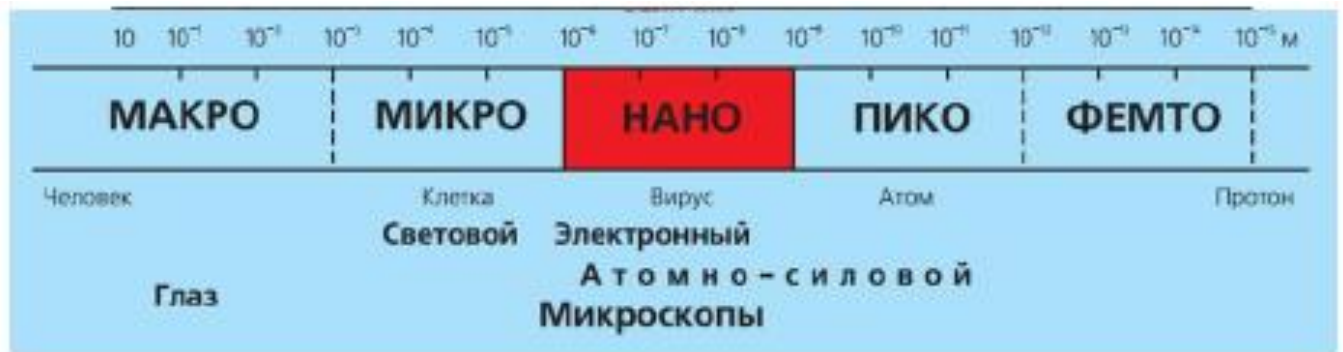 10 10⁻¹ 10⁻² 10⁻³ 10⁻⁴ 10⁻⁵ 10⁻⁶ 10⁻⁷ 10⁻⁸ 10⁻⁹ 10⁻¹⁰ 10⁻¹¹ 10⁻¹² 10⁻¹³ 10⁻¹⁴ 10⁻¹⁵ м
МАКРО МИКРО НАНО ПИКО ФЕМТО
Человек Клетка Вирус Атом Протон
Световой Электронный
Атомно-силовой
Глаз
Микроскопы